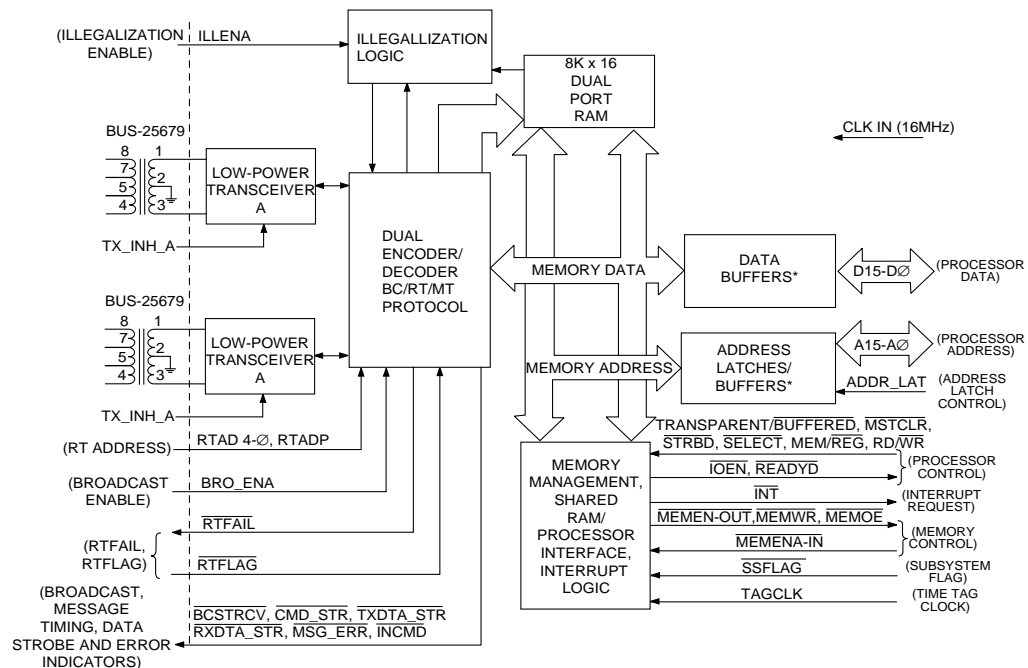 (ILLEGALIZATION
ENABLE)
ILLENA
ILLEGALLIZATION
LOGIC
8K x 16
DUAL
PORT
RAM
CLK IN (16MHz)
BUS-25679
8
7
5
4
1
2
3
LOW-POWER
TRANSCEIVER
A
TX_INH_A
DUAL
ENCODER/
DECODER
BC/RT/MT
PROTOCOL
MEMORY DATA
DATA
BUFFERS*
D15-DØ
(PROCESSOR
DATA)
BUS-25679
8
7
5
4
1
2
3
LOW-POWER
TRANSCEIVER
A
TX_INH_A
MEMORY ADDRESS
ADDRESS
LATCHES/
BUFFERS*
A15-AØ
(PROCESSOR
ADDRESS)
ADDR_LAT
(ADDRESS
LATCH
CONTROL)
(RT ADDRESS)
RTAD 4-Ø, RTADP
(BROADCAST
ENABLE)
BRO_ENA
(RTFAIL,
RTFLAG)
RTFAIL
RTFLAG
(BROADCAST,
MESSAGE
TIMING, DATA
STROBE AND ERROR
INDICATORS)
BCSTRCV, CMD_STR, TXDTA_STR
RXDTA_STR, MSG_ERR, INCMD
MEMORY
MANAGEMENT,
SHARED
RAM/
PROCESSOR
INTERFACE,
INTERRUPT
LOGIC
TRANSPARENT/BUFFERED, MSTCLR,
STRBD, SELECT, MEM/REG, RD/WR
IOEN, READYD
(PROCESSOR
CONTROL)
INT
(INTERRUPT
REQUEST)
MEMEN-OUT,MEMWR, MEMOE
MEMENA-IN
(MEMORY
CONTROL)
SSFLAG
(SUBSYSTEM
FLAG)
TAGCLK
(TIME TAG
CLOCK)